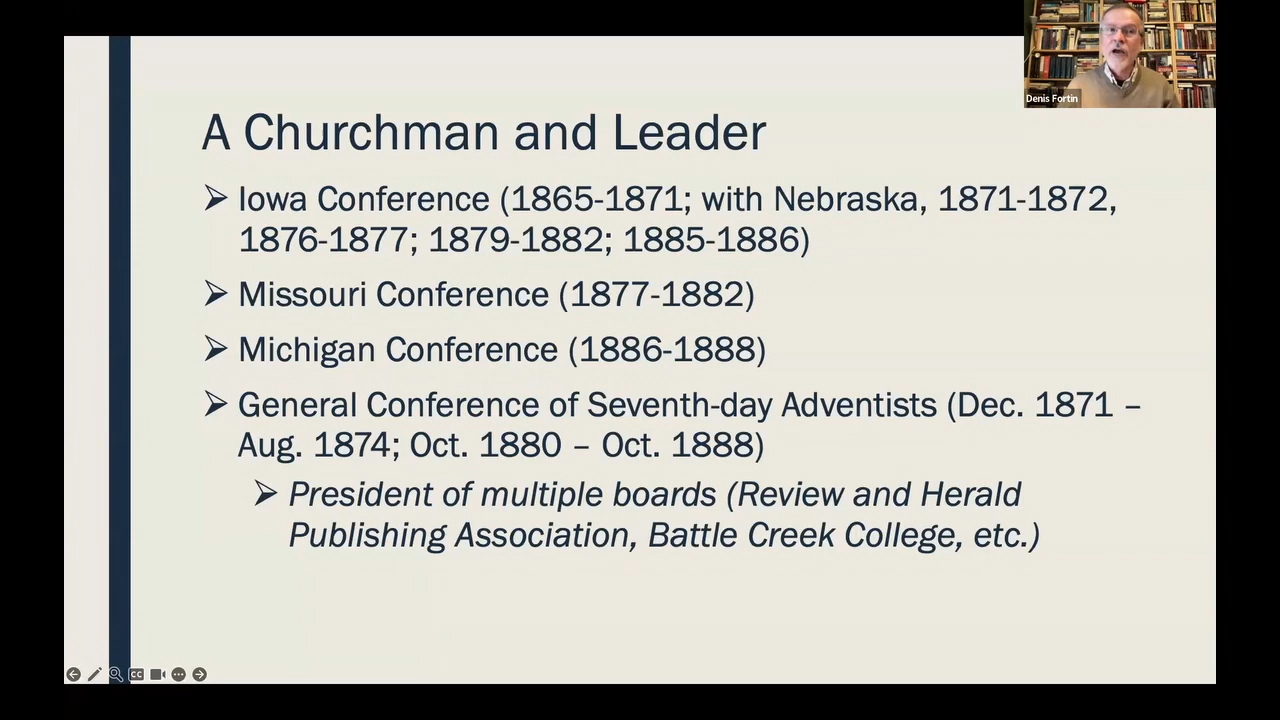 Denis Fortin
A Churchman and Leader
➢ Iowa Conference (1865-1871; with Nebraska, 1871-1872,
1876-1877; 1879-1882; 1885-1886)
➢ Missouri Conference (1877-1882)
➢ Michigan Conference (1886-1888)
➢ General Conference of Seventh-day Adventists (Dec. 1871 –
Aug. 1874; Oct. 1880 – Oct. 1888)
➢ President of multiple boards (Review and Herald
Publishing Association, Battle Creek College, etc.)
CC